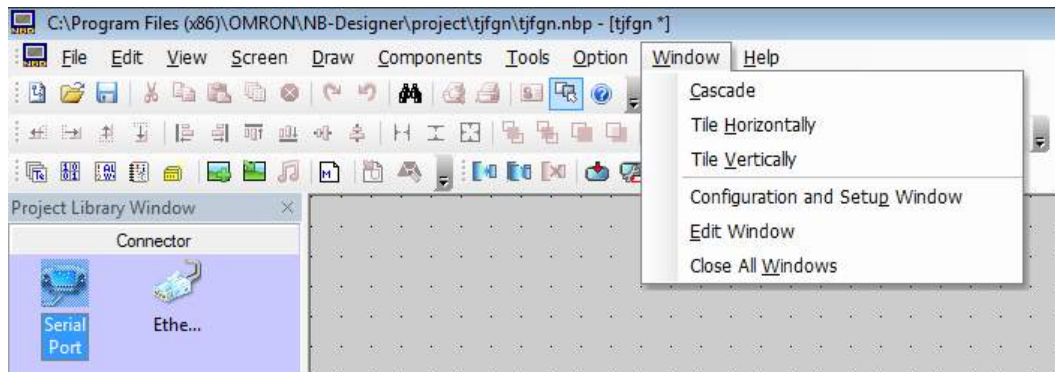 C:\Program Files (x86)\OMRON\NB-Designer\project\tjfgn\tjfgn.nbp - [tjfgn *]
File Edit View Screen Draw Components Tools Option Window Help
Cascade
Tile Horizontally
Tile Vertically
Configuration and Setup Window
Edit Window
Close All Windows
Project Library Window
Connector
Serial Port
Ethe...